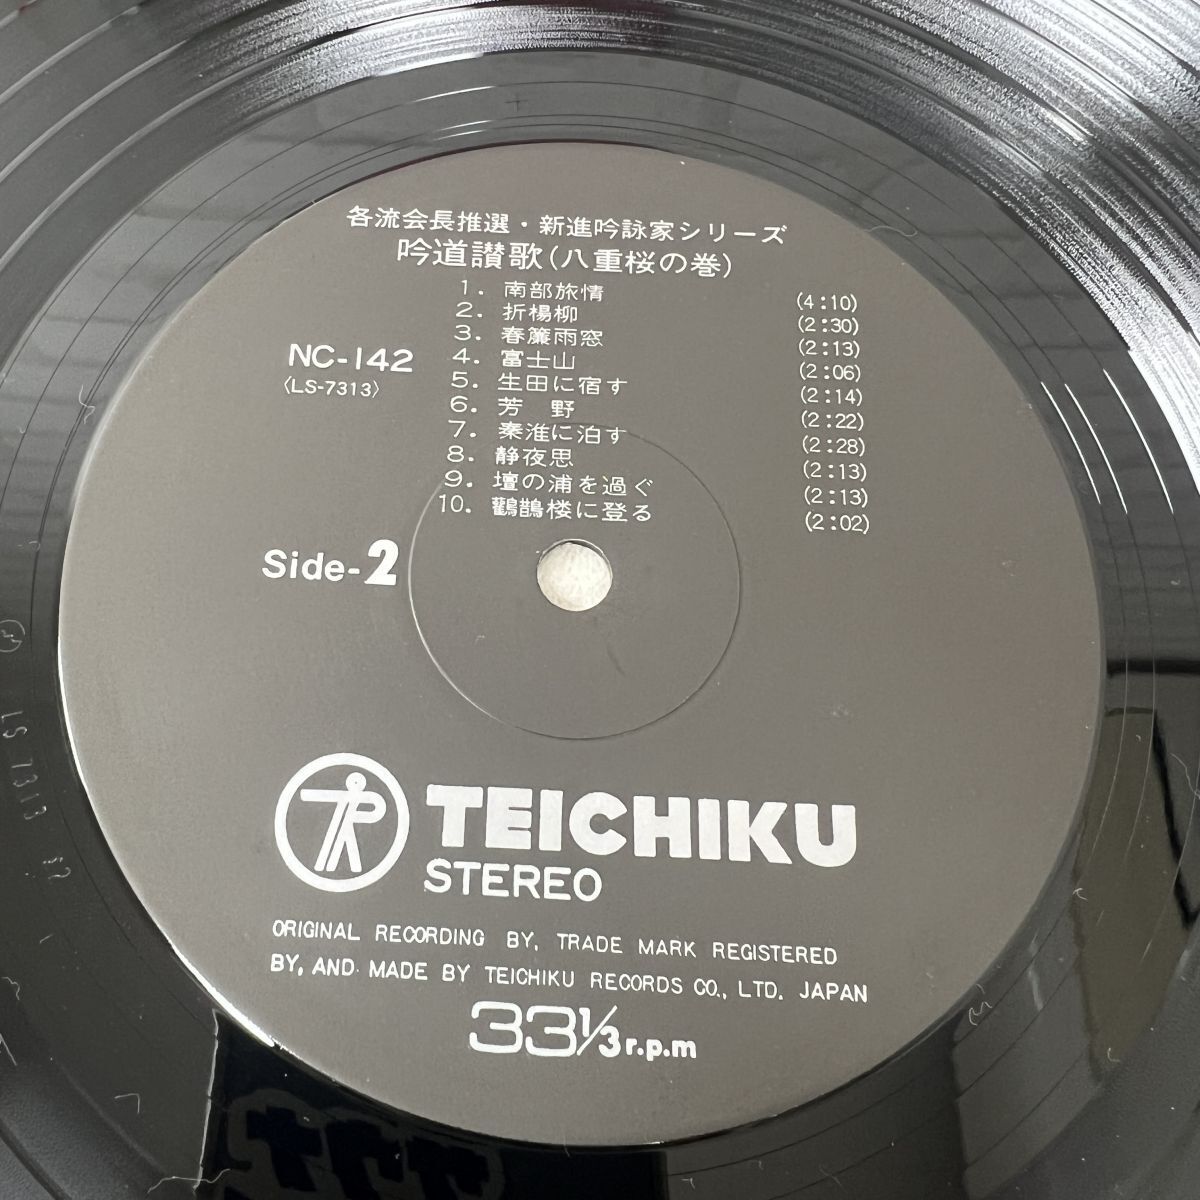 各流会長推選・新進吟詠家シリーズ
吟道讃歌(八重桜の巻)
1. 南部旅情 (4:10)
2. 折楊柳 (2:30)
3. 春簾雨窓 (2:13)
4. 富士山 (2:06)
5. 生田に宿す (2:14)
6. 芳 野 (2:22)
7. 秦淮に泊す (2:28)
8. 静夜思 (2:13)
9. 壇の浦を過ぐ (2:13)
10. 鸛鵲楼に登る (2:02)
NC-142
〈LS-7313〉
Side-2
TEICHIKU
STEREO
ORIGINAL RECORDING BY, TRADE MARK REGISTERED
BY, AND MADE BY TEICHIKU RECORDS CO., LTD. JAPAN
33 1/3 r.p.m
LS 7313